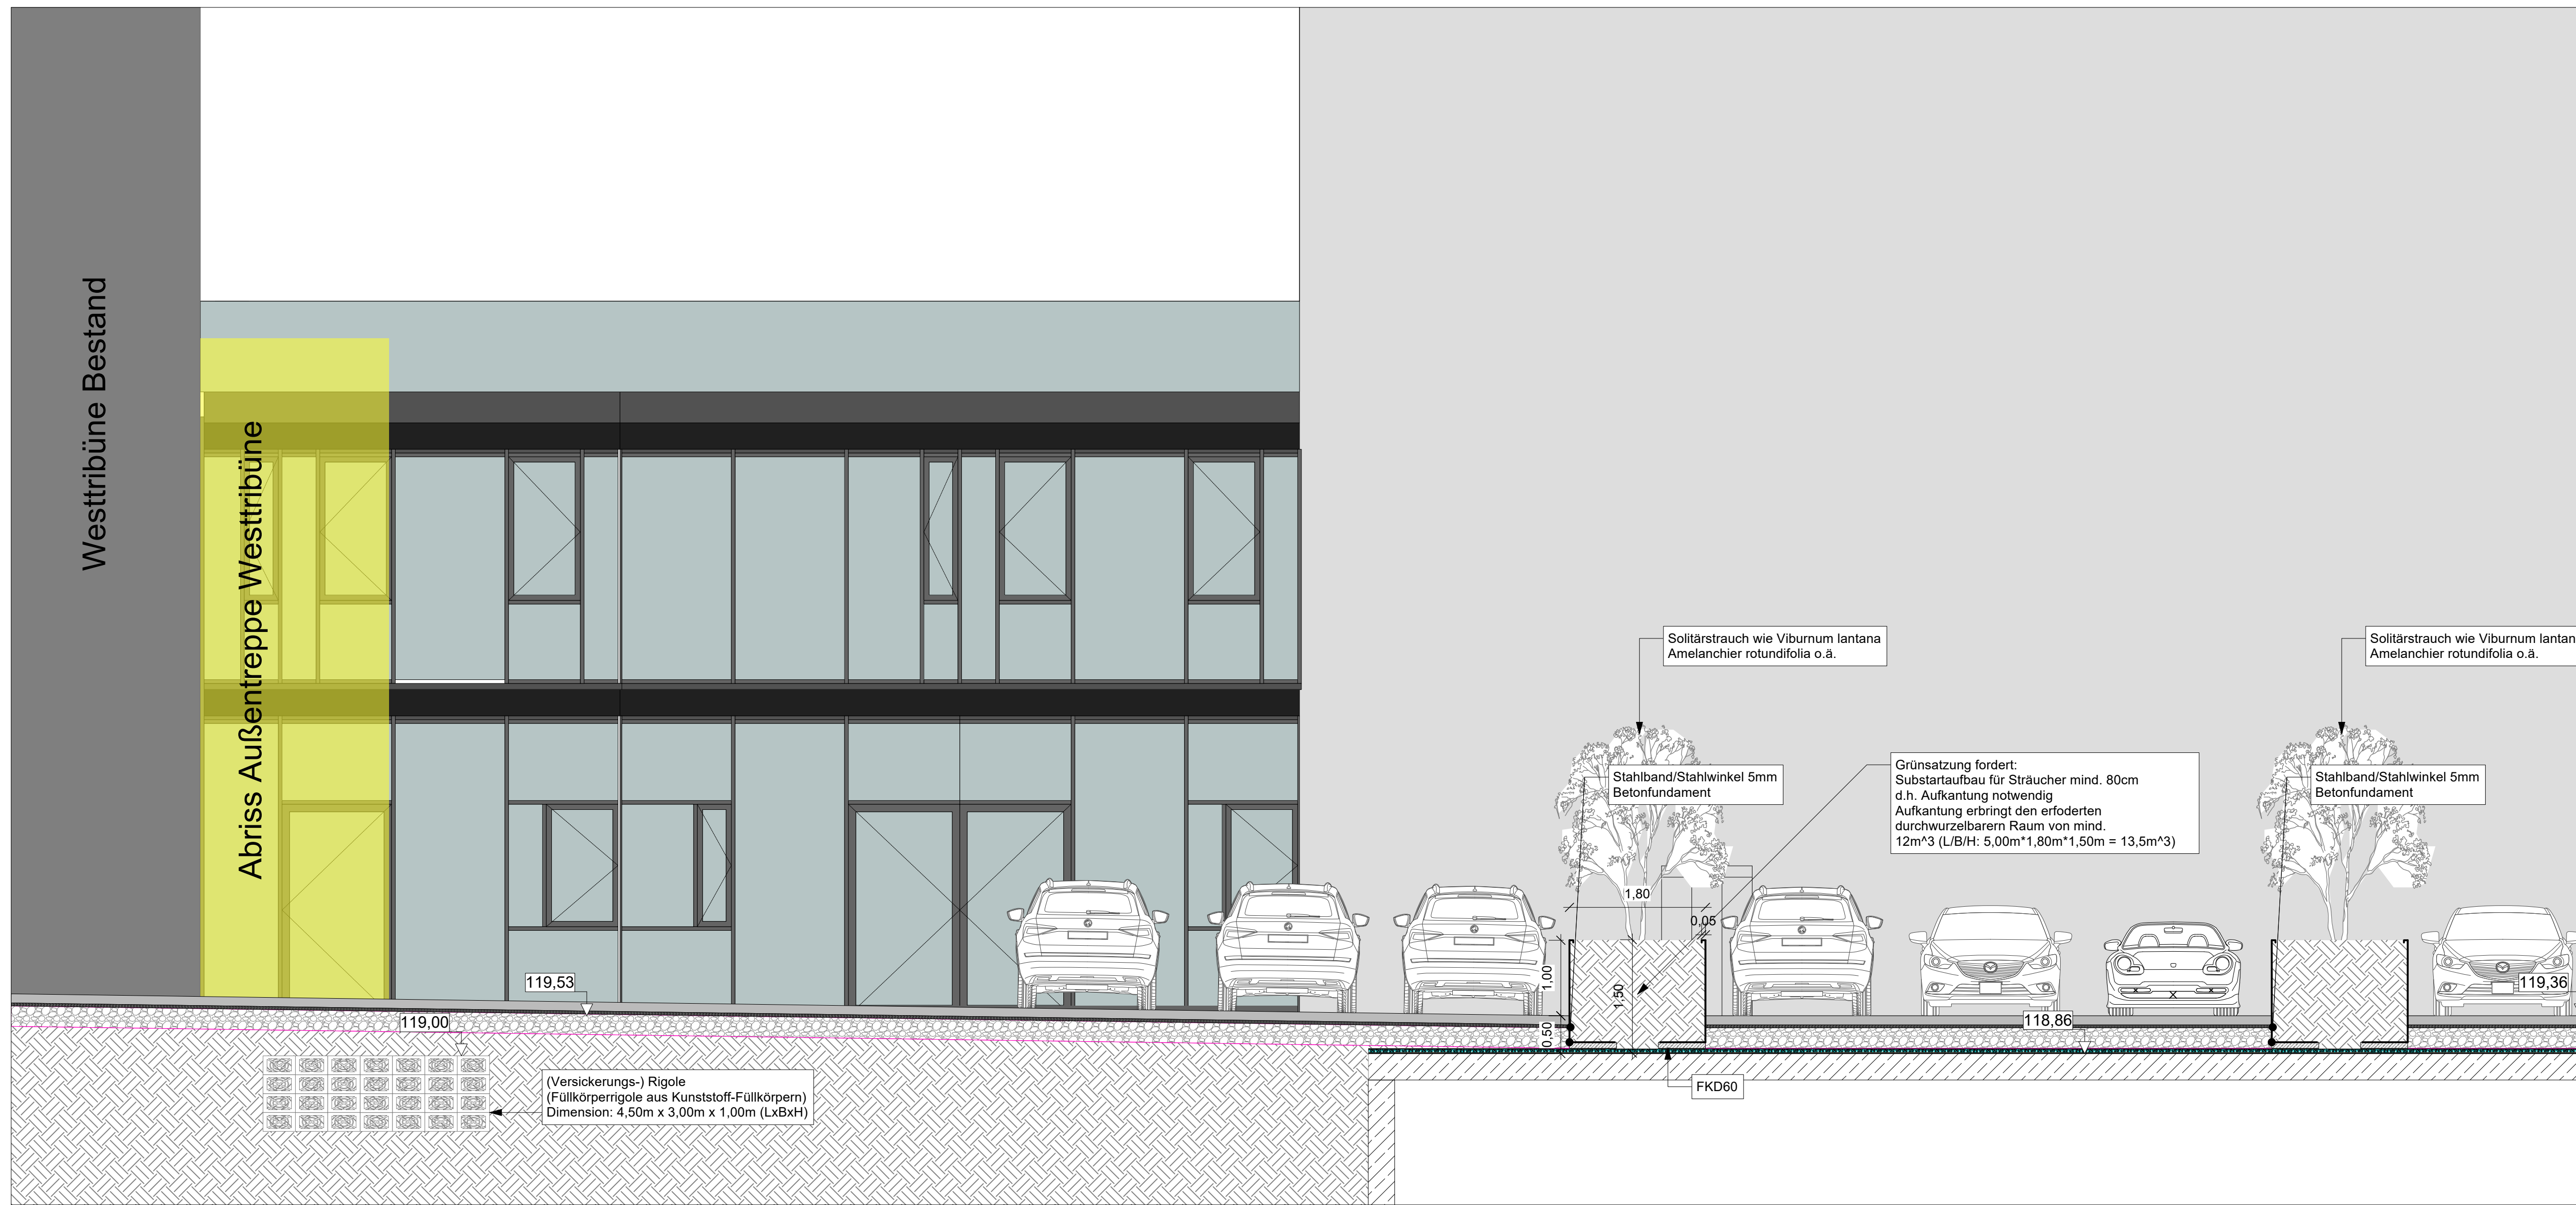 Westtribüne Bestand
Abriss Außentreppe Westtribüne
Solitärstrauch wie Viburnum lantana
Amelanchier rotundifolia o.ä.
Solitärstrauch wie Viburnum lantan
Amelanchier rotundifolia o.ä.
Stahlband/Stahlwinkel 5mm
Betonfundament
Grünsatzung fordert:
Substartaufbau für Sträucher mind. 80cm
d.h. Aufkantung notwendig
Aufkantung erbringt den erfoderten
durchwurzelbarern Raum von mind.
12m^3 (L/B/H: 5,00m*1,80m*1,50m = 13,5m^3)
Stahlband/Stahlwinkel 5mm
Betonfundament
1,80
0,05
1,00
1,50
0,50
119,53
119,00
119,36
118,86
(Versickerungs-) Rigole
(Füllkörperrigole aus Kunststoff-Füllkörpern)
Dimension: 4,50m x 3,00m x 1,00m (LxBxH)
FKD60